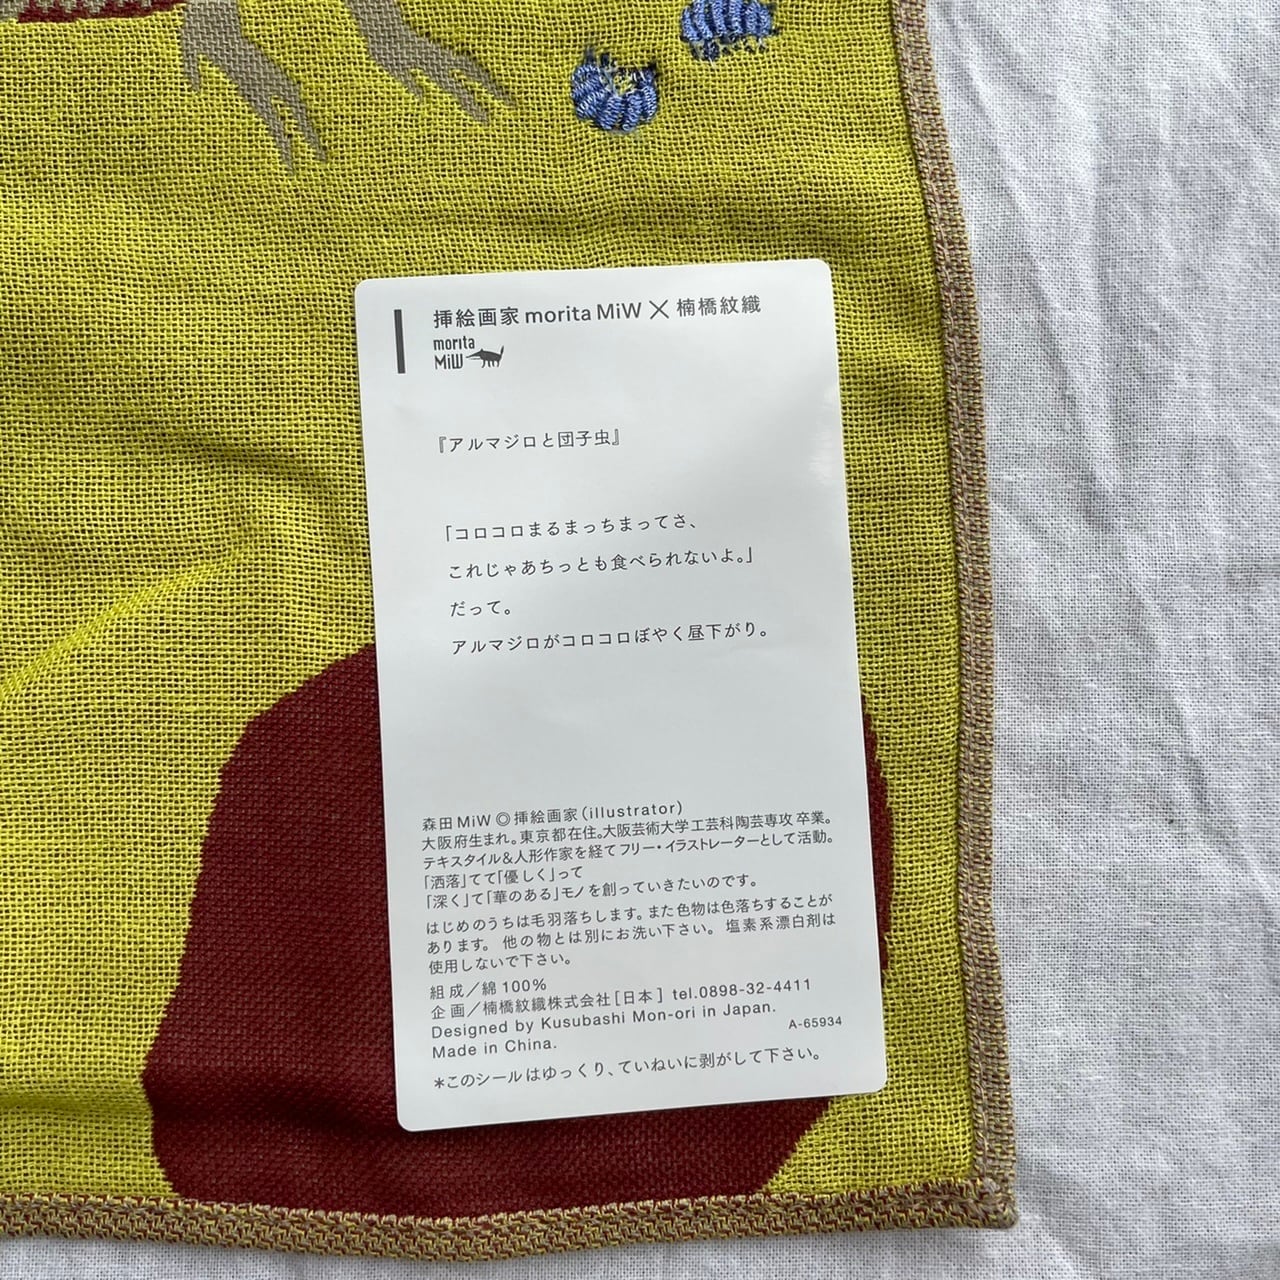 挿絵画家morita MiW × 楠橋紋織
morita
MiW
『アルマジロと団子虫』
「コロコロまるまっちまってさ、
これじゃあちっとも食べられないよ。」
だって。
アルマジロがコロコロぼやく昼下がり。
森田MiW◎挿絵画家(illustrator)
大阪府生まれ。東京都在住。大阪芸術大学工芸科陶芸専攻 卒業。
テキスタイル&人形作家を経てフリー・イラストレーターとして活動。
「洒落」てて「優しく」って
「深く」て「華のある」モノを創っていきたいのです。
はじめのうちは毛羽落ちします。また色物は色落ちすることが
あります。 他の物とは別にお洗い下さい。 塩素系漂白剤は
使用しないで下さい。
組成/綿100%
企画/楠橋紋織株式会社[日本] tel.0898-32-4411
Designed by Kusubashi Mon-ori in Japan.
Made in China.
A-65934
*このシールはゆっくり、ていねいに剥がして下さい。